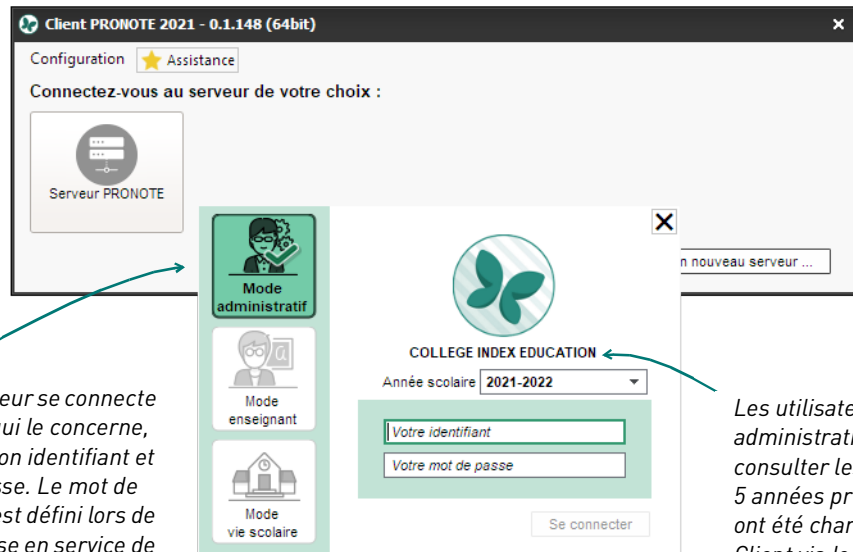 Client PRONOTE 2021 - 0.1.148 (64bit)
Configuration Assistance
Connectez-vous au serveur de votre choix :
Serveur PRONOTE
nouveau serveur ...
Mode
administratif
Mode
enseignant
Mode
vie scolaire
COLLEGE INDEX EDUCATION
Année scolaire 2021-2022
Votre identifiant
Votre mot de passe
Se connecter
eur se connecte
ui le concerne,
on identifiant et
sse. Le mot de
est défini lors de
se en service de
Les utilisate
administrati
consulter le
5 années pr
ont été char
Client via le